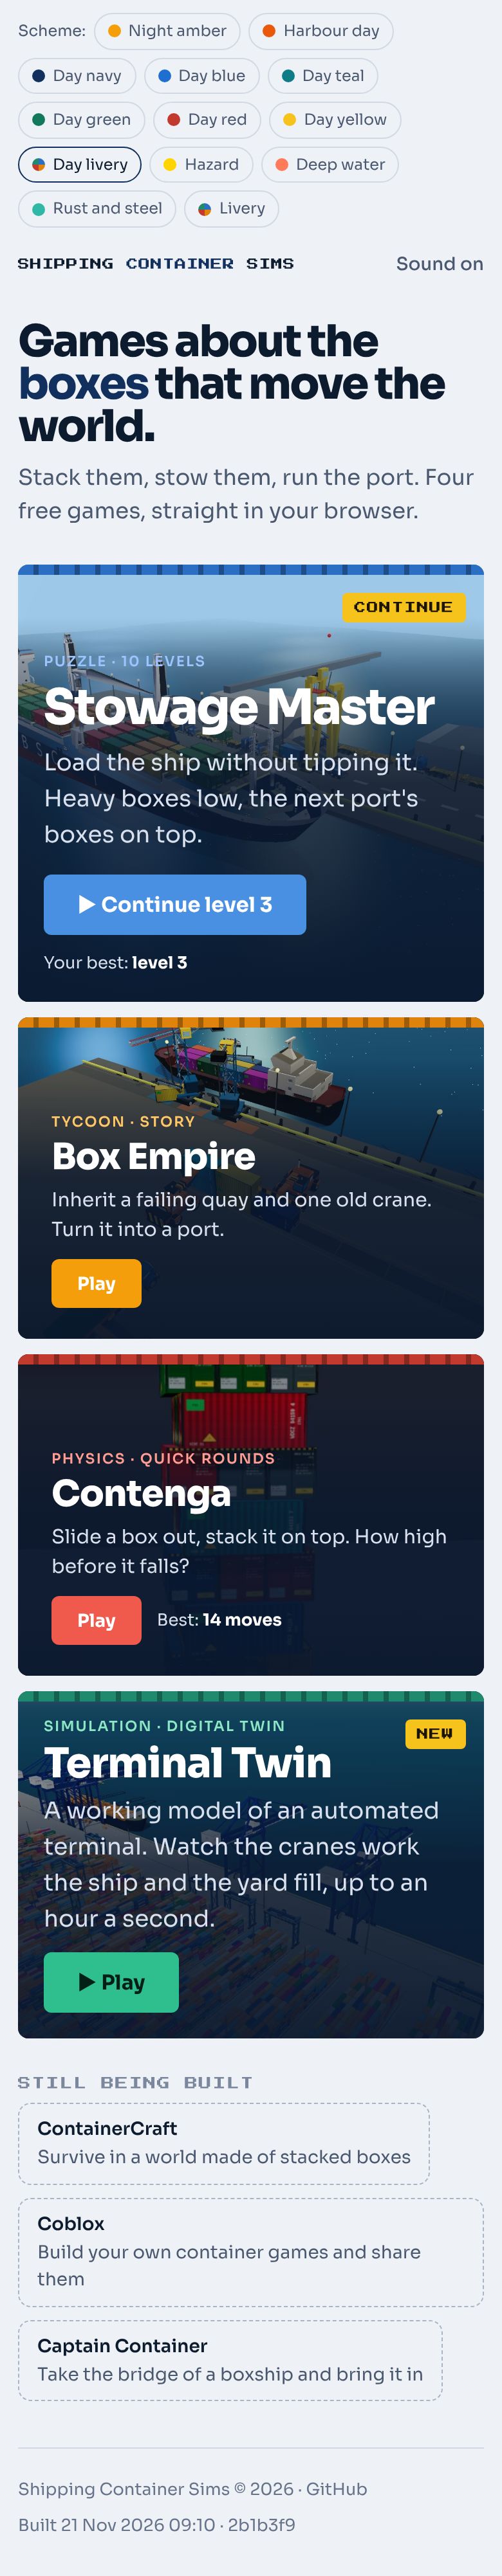 Scheme: Night amber Harbour day
Day navy Day blue Day teal
Day green Day red Day yellow
Day livery Hazard Deep water
Rust and steel Livery
SHIPPING CONTAINER SIMS Sound on
Games about the
boxes that move the
world.
Stack them, stow them, run the port. Four
free games, straight in your browser.
CONTINUE
PUZZLE · 10 LEVELS
Stowage Master
Load the ship without tipping it.
Heavy boxes low, the next port's
boxes on top.
▶ Continue level 3
Your best: level 3
TYCOON · STORY
Box Empire
Inherit a failing quay and one old crane.
Turn it into a port.
Play
PHYSICS · QUICK ROUNDS
Contenga
Slide a box out, stack it on top. How high
before it falls?
Play Best: 14 moves
SIMULATION · DIGITAL TWIN
NEW
Terminal Twin
A working model of an automated
terminal. Watch the cranes work
the ship and the yard fill, up to an
hour a second.
▶ Play
STILL BEING BUILT
ContainerCraft
Survive in a world made of stacked boxes
Coblox
Build your own container games and share
them
Captain Container
Take the bridge of a boxship and bring it in
Shipping Container Sims © 2026 · GitHub
Built 21 Nov 2026 09:10 · 2b1b3f9